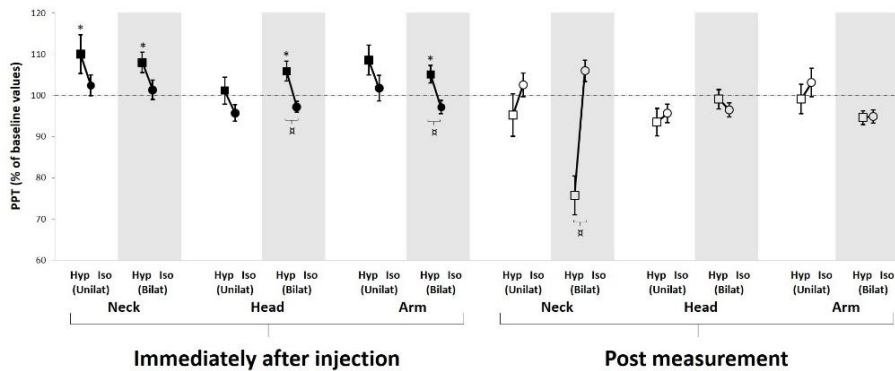 120
110
100
90
80
70
60
PPT (% of baseline values)
* * * *
¤ ¤ ¤
Hyp Iso Hyp Iso Hyp Iso Hyp Iso Hyp Iso Hyp Iso Hyp Iso Hyp Iso Hyp Iso Hyp Iso Hyp Iso Hyp Iso
(Unilat) (Bilat) (Unilat) (Bilat) (Unilat) (Bilat) (Unilat) (Bilat) (Unilat) (Bilat) (Unilat) (Bilat)
Neck Head Arm Neck Head Arm
Immediately after injection Post measurement